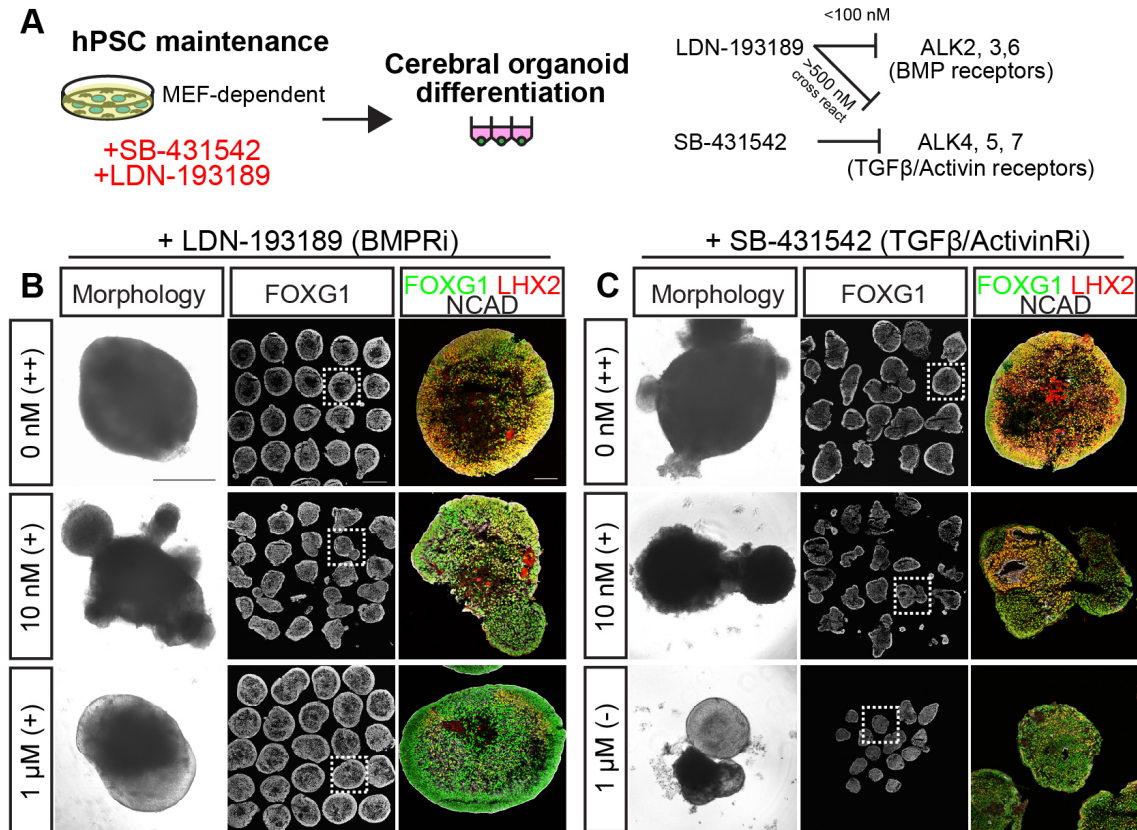 A
hPSC maintenance
MEF-dependent
+SB-431542
+LDN-193189
Cerebral organoid
differentiation
<100 nM
LDN-193189
>500 nM
cross react
ALK2, 3,6
(BMP receptors)
SB-431542
ALK4, 5, 7
(TGFβ/Activin receptors)
+ LDN-193189 (BMPRi)
B
Morphology
FOXG1
FOXG1 LHX2
NCAD
0 nM (++)
10 nM (+)
1 µM (+)
+ SB-431542 (TGFβ/ActivinRi)
C
Morphology
FOXG1
FOXG1 LHX2
NCAD
0 nM (++)
10 nM (+)
1 µM (-)